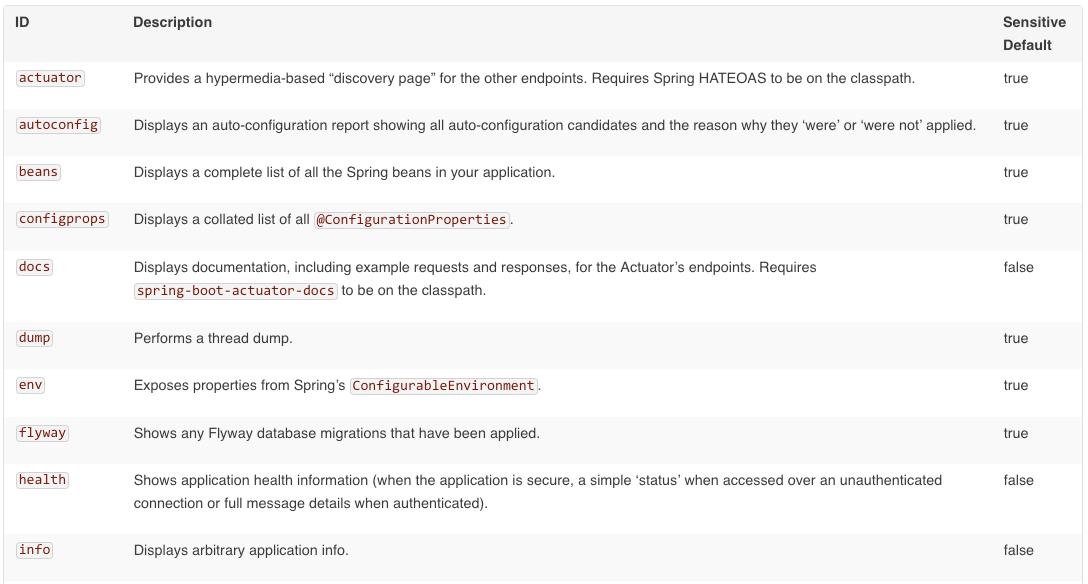 ID Description Sensitive
Default
actuator Provides a hypermedia-based “discovery page” for the other endpoints. Requires Spring HATEOAS to be on the classpath. true
autoconfig Displays an auto-configuration report showing all auto-configuration candidates and the reason why they ‘were’ or ‘were not’ applied. true
beans Displays a complete list of all the Spring beans in your application. true
configprops Displays a collated list of all @ConfigurationProperties. true
docs Displays documentation, including example requests and responses, for the Actuator’s endpoints. Requires false
spring-boot-actuator-docs to be on the classpath.
dump Performs a thread dump. true
env Exposes properties from Spring’s ConfigurableEnvironment. true
flyway Shows any Flyway database migrations that have been applied. true
health Shows application health information (when the application is secure, a simple ‘status’ when accessed over an unauthenticated false
connection or full message details when authenticated).
info Displays arbitrary application info. false